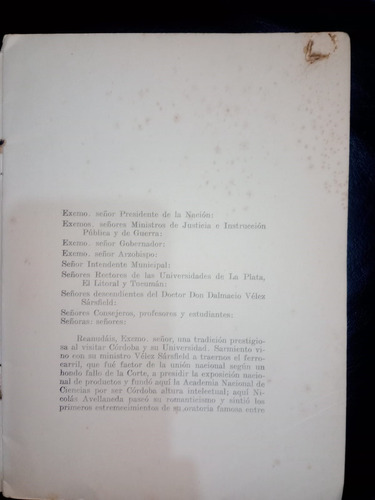 Excmo. señor Presidente de la Nación:
Excmos. señores Ministros de Justicia e Instrucción
Pública y de Guerra:
Excmo. señor Gobernador:
Excmo. señor Arzobispo:
Señor Intendente Municipal:
Señores Rectores de las Universidades de La Plata,
El Litoral y Tucumán:
Señores descendientes del Doctor Don Dalmacio Vélez
Sársfield:
Señores Consejeros, profesores y estudiantes:
Señoras: señores:
Reanudáis, Excmo. señor, una tradición prestigio-
sa al visitar Córdoba y su Universidad. Sarmiento vi-
no con su ministro Vélez Sársfield a traernos el ferro-
carril, que fué factor de la unión nacional según un
hondo fallo de la Corte, a presidir la exposición nacio-
nal de productos y fundó aquí la Academia Nacional de
Ciencias por ser Córdoba altura intelectual; aquí Ni-
colás Avellaneda paseó su romanticismo y sintió los
primeros estremecimientos de su oratoria famosa entre